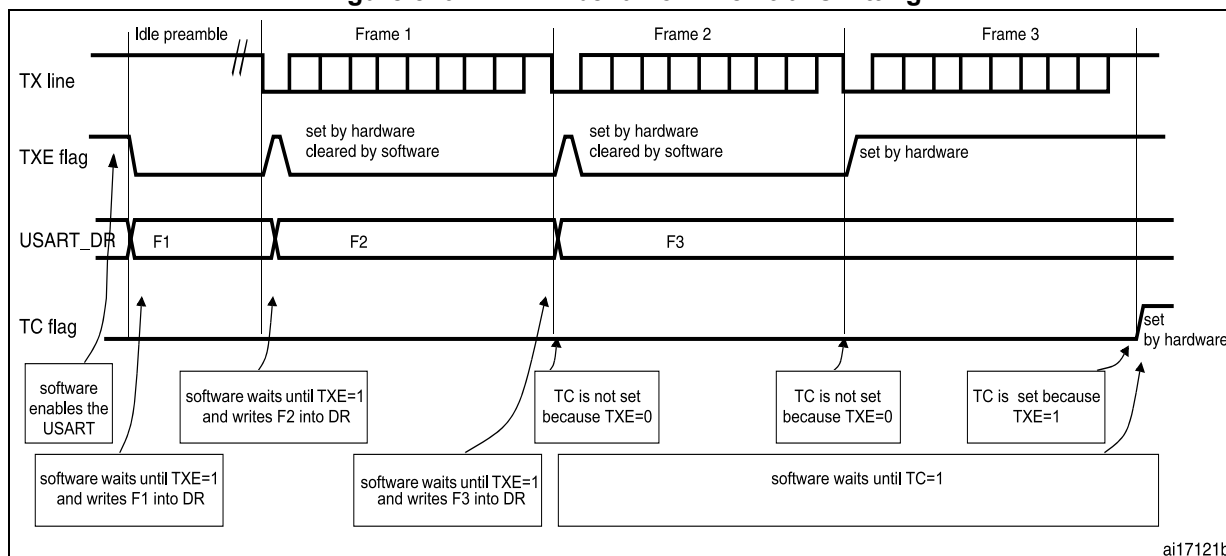 Idle preamble
Frame 1
Frame 2
Frame 3
TX line
TXE flag
set by hardware
cleared by software
set by hardware
cleared by software
set by hardware
USART_DR
F1
F2
F3
TC flag
set
by hardware
software
enables the
USART
software waits until TXE=1
and writes F2 into DR
TC is not set
because TXE=0
TC is not set
because TXE=0
TC is set because
TXE=1
software waits until TXE=1
and writes F1 into DR
software waits until TXE=1
and writes F3 into DR
software waits until TC=1
ai17121b